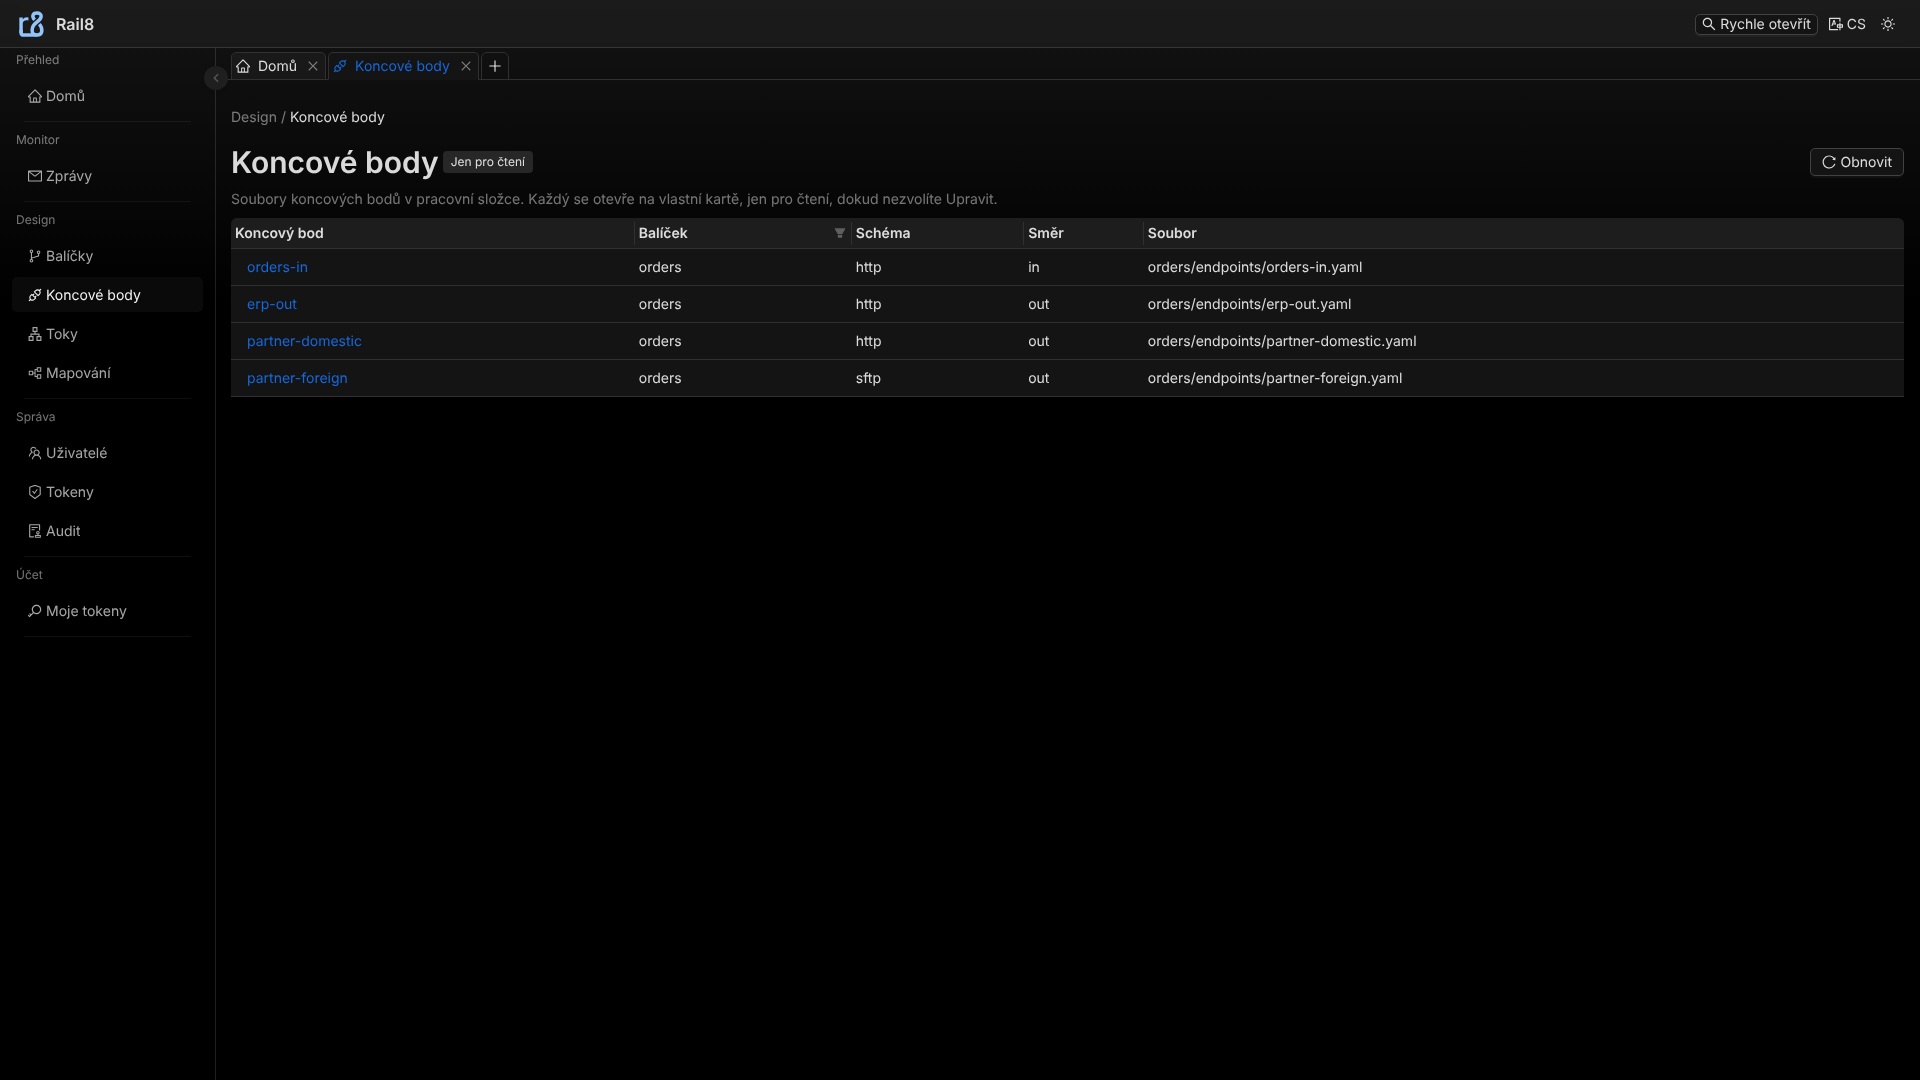 Rail8
Rychle otevřít
CS
Přehled
Domů
Monitor
Zprávy
Design
Balíčky
Koncové body
Toky
Mapování
Správa
Uživatelé
Tokeny
Audit
Účet
Moje tokeny
Domů
Koncové body
Design / Koncové body
Koncové body Jen pro čtení
Obnovit
Soubory koncových bodů v pracovní složce. Každý se otevře na vlastní kartě, jen pro čtení, dokud nezvolíte Upravit.
Koncový bod Balíček Schéma Směr Soubor
orders-in orders http in orders/endpoints/orders-in.yaml
erp-out orders http out orders/endpoints/erp-out.yaml
partner-domestic orders http out orders/endpoints/partner-domestic.yaml
partner-foreign orders sftp out orders/endpoints/partner-foreign.yaml